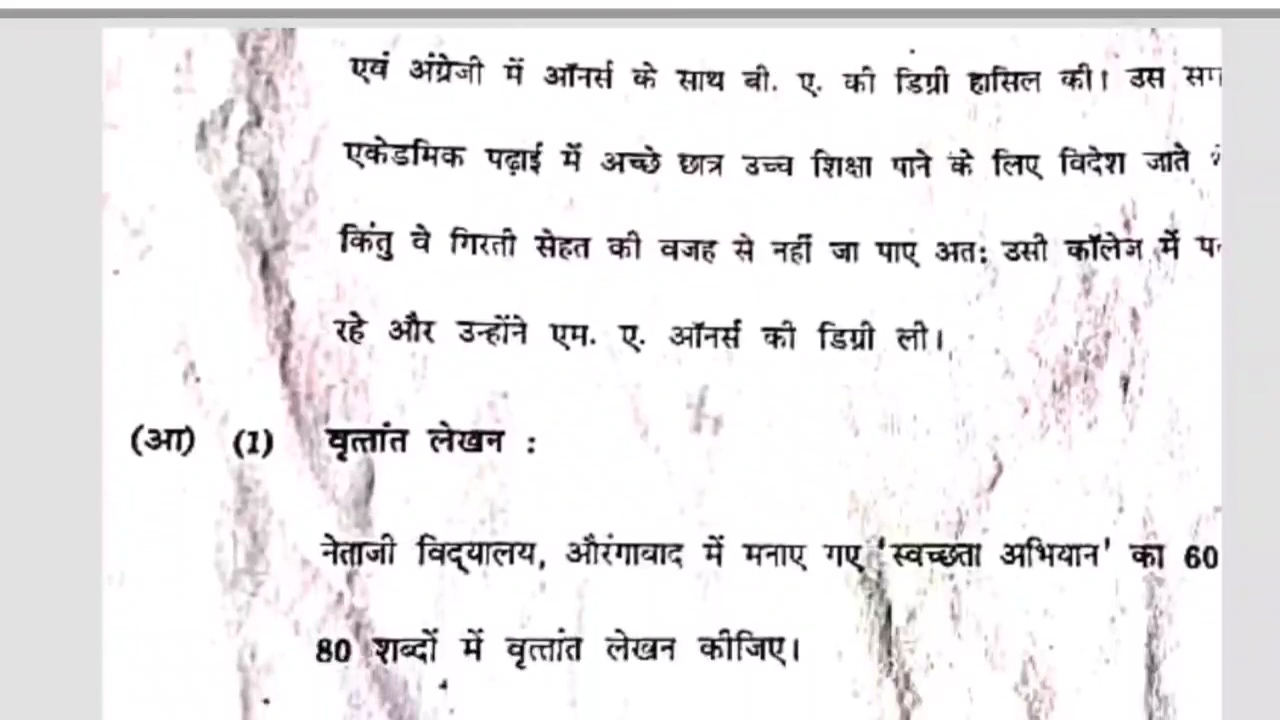 एवं अंग्रेजी में ऑनर्स के साथ बी. ए. की डिग्री हासिल की। उस
एकेडमिक पढ़ाई में अच्छे छात्र उच्च शिक्षा पाने के लिए विदेश जाते
किंतु वे गिरती सेहत की वजह से नहीं जा पाए अतः उसी कॉलेज में
रहे और उन्होंने एम. ए. ऑनर्स की डिग्री ली।
(आ) (1) वृत्तांत लेखन :
नेताजी विद्यालय, औरंगाबाद में मनाए गए 'स्वच्छता अभियान' का 60
80 शब्दों में वृत्तांत लेखन कीजिए।